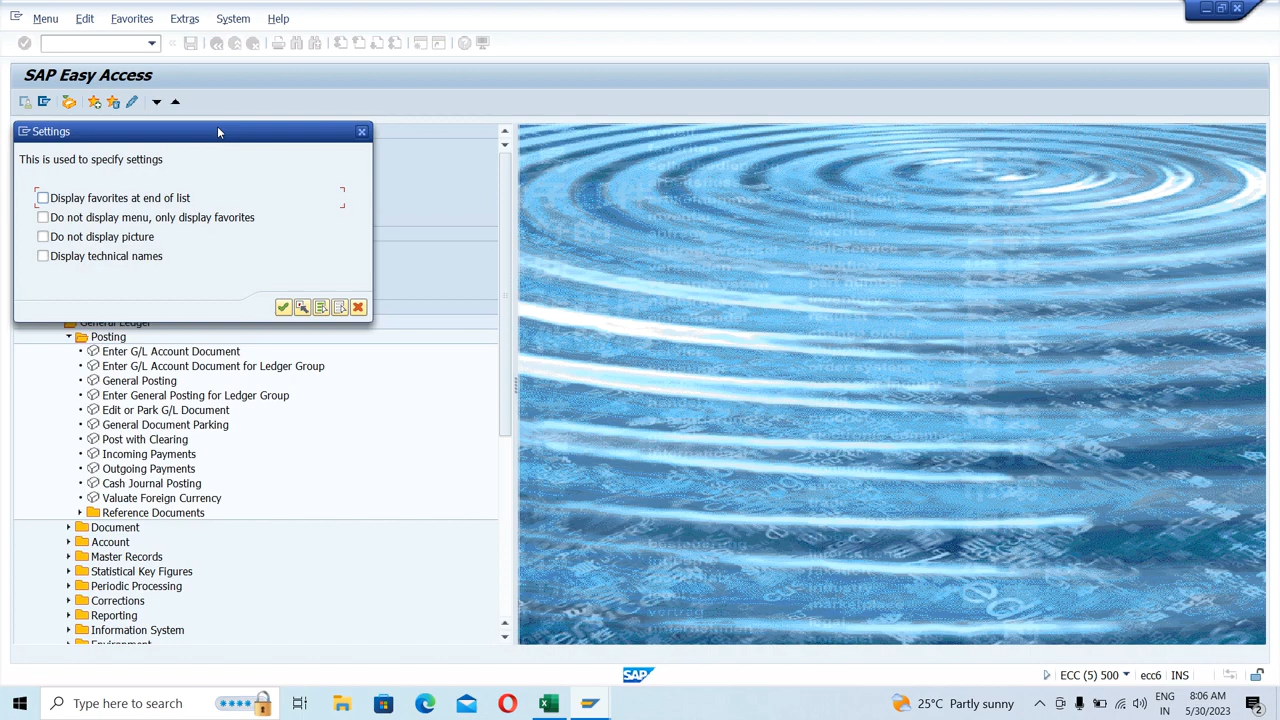 Menu Edit Favorites Extras System Help
SAP Easy Access
Settings
This is used to specify settings
Display favorites at end of list
Do not display menu, only display favorites
Do not display picture
Display technical names
General Ledger
Posting
Enter G/L Account Document
Enter G/L Account Document for Ledger Group
General Posting
Enter General Posting for Ledger Group
Edit or Park G/L Document
General Document Parking
Post with Clearing
Incoming Payments
Outgoing Payments
Cash Journal Posting
Valuate Foreign Currency
Reference Documents
Document
Account
Master Records
Statistical Key Figures
Periodic Processing
Corrections
Reporting
Information System
SAP
ECC (5) 500 ecc6 INS
Type here to search
25°C Partly sunny
ENG
IN
8:06 AM
5/30/2023
2